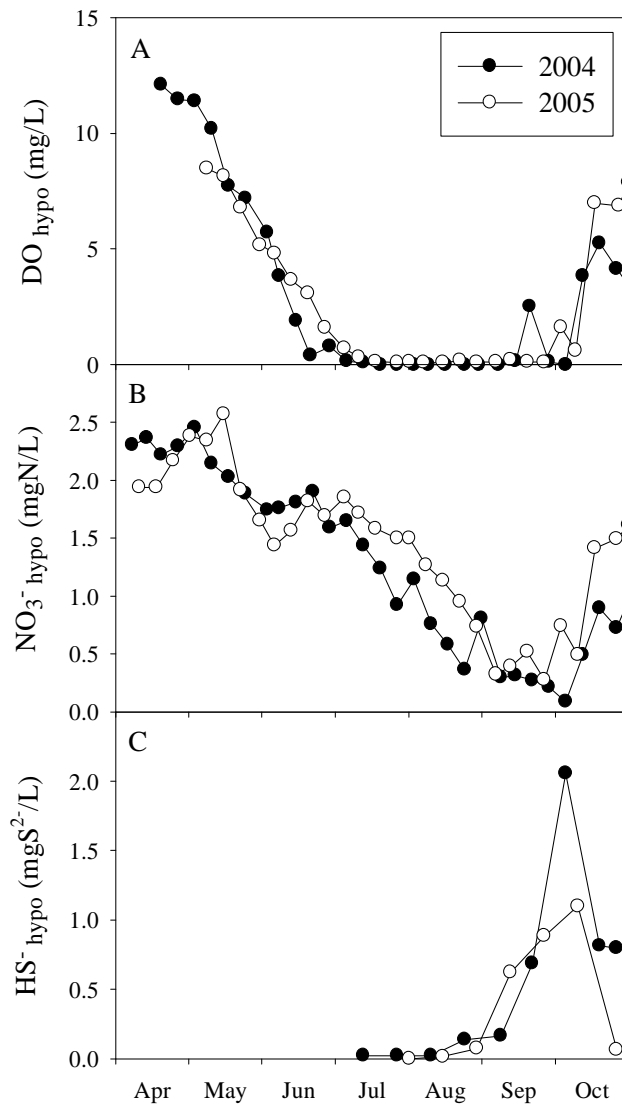 15
A
2004
2005
10
5
0
DO hypo (mg/L)
B
2.5
2.0
1.5
1.0
0.5
0.0
NO₃⁻ hypo (mgN/L)
C
2.0
1.5
1.0
0.5
0.0
HS⁻ hypo (mgS²⁻/L)
Apr May Jun Jul Aug Sep Oct